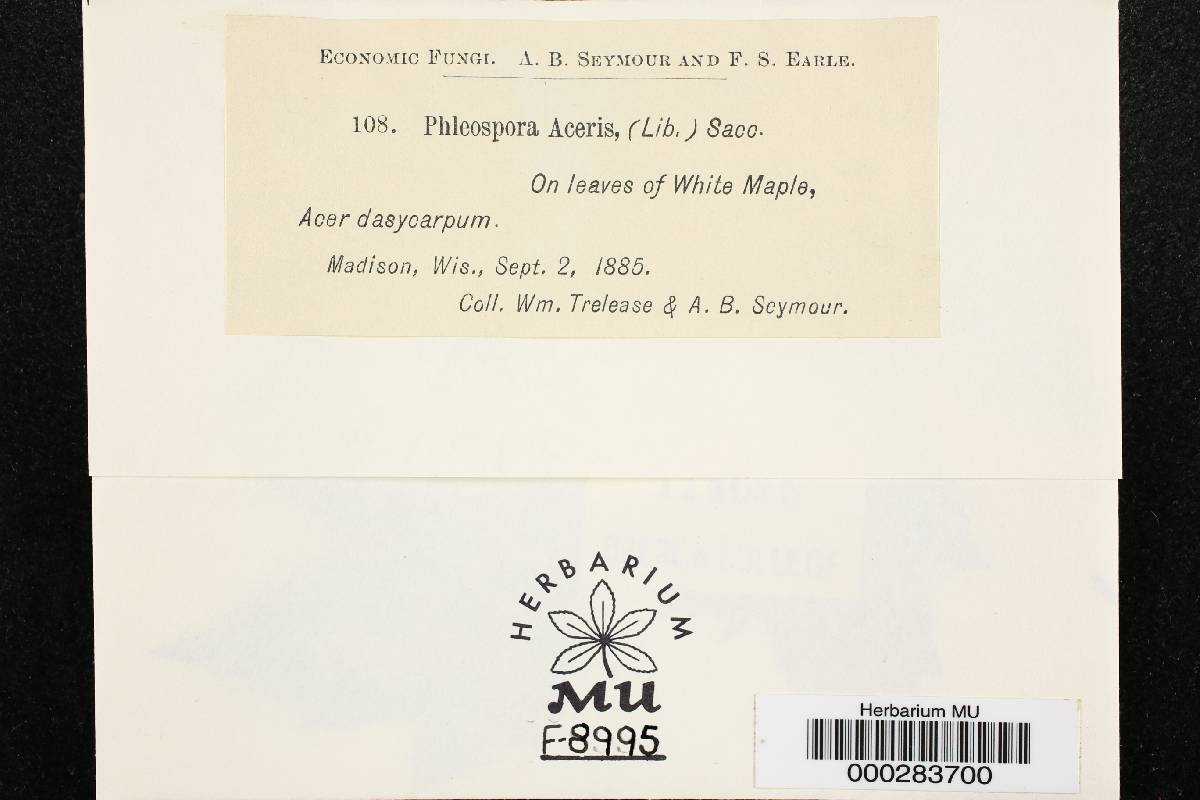 ECONOMIC FUNGI. A. B. SEYMOUR AND F. S. EARLE.
108. Phleospora Aceris, (Lib.) Sacc.
On leaves of White Maple,
Acer dasycarpum.
Madison, Wis., Sept. 2, 1885.
Coll. Wm. Trelease & A. B. Seymour.
HERBARIUM
MU
F-8995
Herbarium MU
000283700